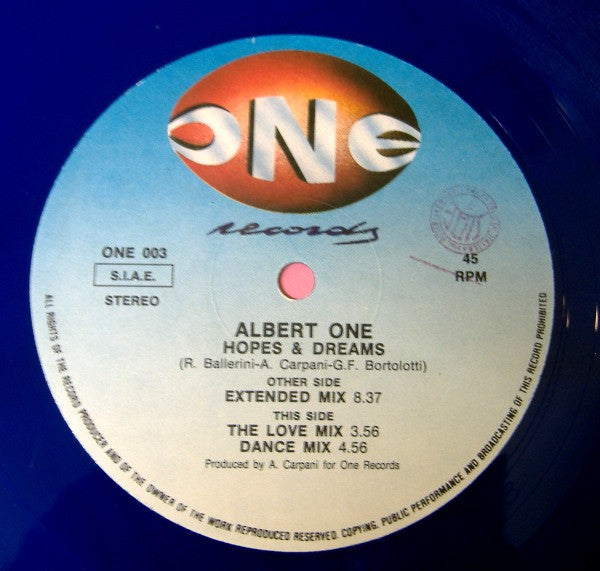 ONE
records
ONE 003
S.I.A.E.
STEREO
45
RPM
ALBERT ONE
HOPES & DREAMS
(R. Ballerini-A. Carpani-G.F. Bortolotti)
OTHER SIDE
EXTENDED MIX 8.37
THIS SIDE
THE LOVE MIX 3.56
DANCE MIX 4.56
Produced by A. Carpani for One Records
ALL RIGHTS OF THE RECORD PRODUCER AND OF THE OWNER OF THE WORK REPRODUCED RESERVED. COPYING, PUBLIC PERFORMANCE AND BROADCASTING OF THIS RECORD PROHIBITED